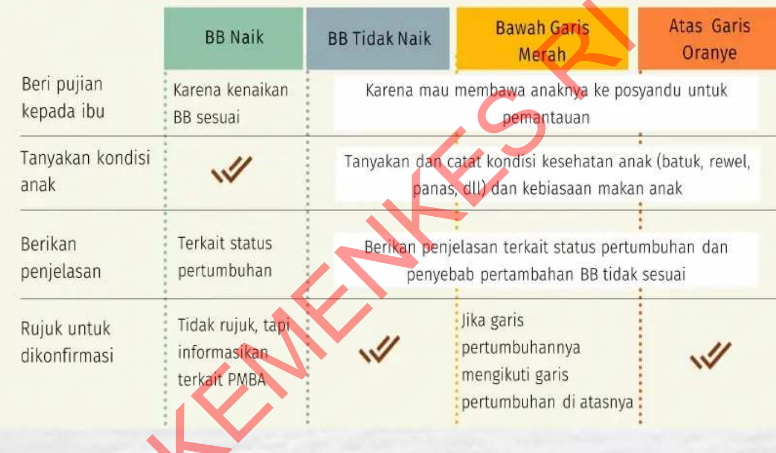 BB Naik
BB Tidak Naik
Bawah Garis
Merah
Atas Garis
Oranye
Beri pujian
kepada ibu
Karena kenaikan
BB sesuai
Karena mau membawa anaknya ke posyandu untuk
pemantauan
Tanyakan kondisi
anak
Tanyakan dan catat kondisi kesehatan anak (batuk, rewel,
panas, dll) dan kebiasaan makan anak
Berikan
penjelasan
Terkait status
pertumbuhan
Berikan penjelasan terkait status pertumbuhan dan
penyebab pertambahan BB tidak sesuai
Rujuk untuk
dikonfirmasi
Tidak rujuk, tapi
informasikan
terkait PMBA
Jika garis
pertumbuhannya
mengikuti garis
pertumbuhan di atasnya
KEMENKES RI